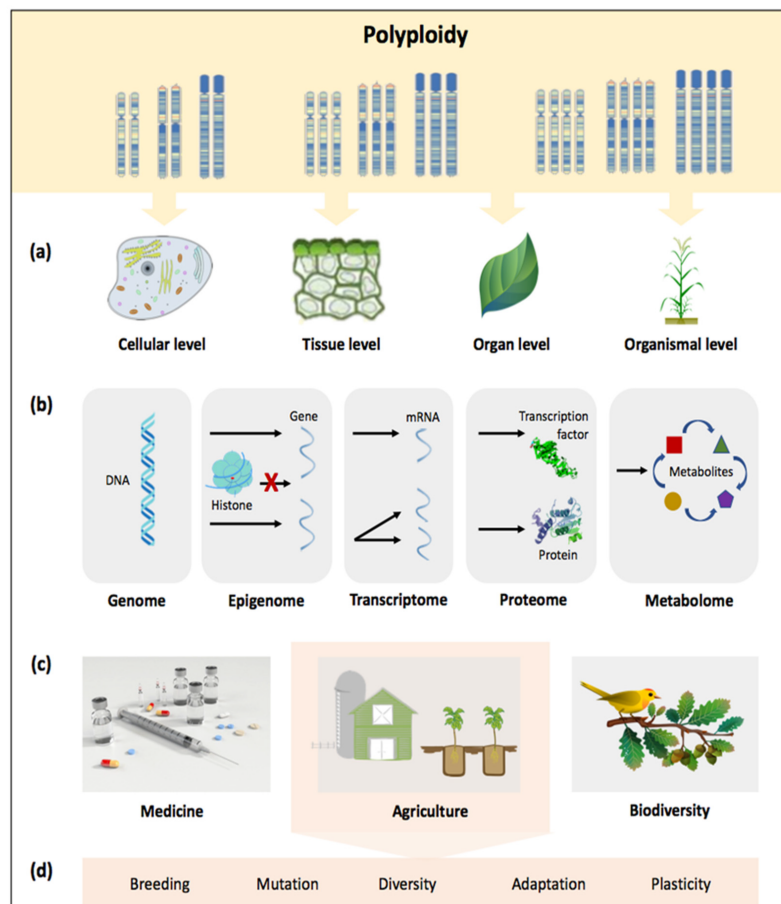 Polyploidy
(a)
Cellular level Tissue level Organ level Organismal level
(b)
Gene mRNA Transcription
factor
DNA
Histone
X
Metabolites
Protein
Genome Epigenome Transcriptome Proteome Metabolome
(c)
Medicine Agriculture Biodiversity
(d)
Breeding Mutation Diversity Adaptation Plasticity